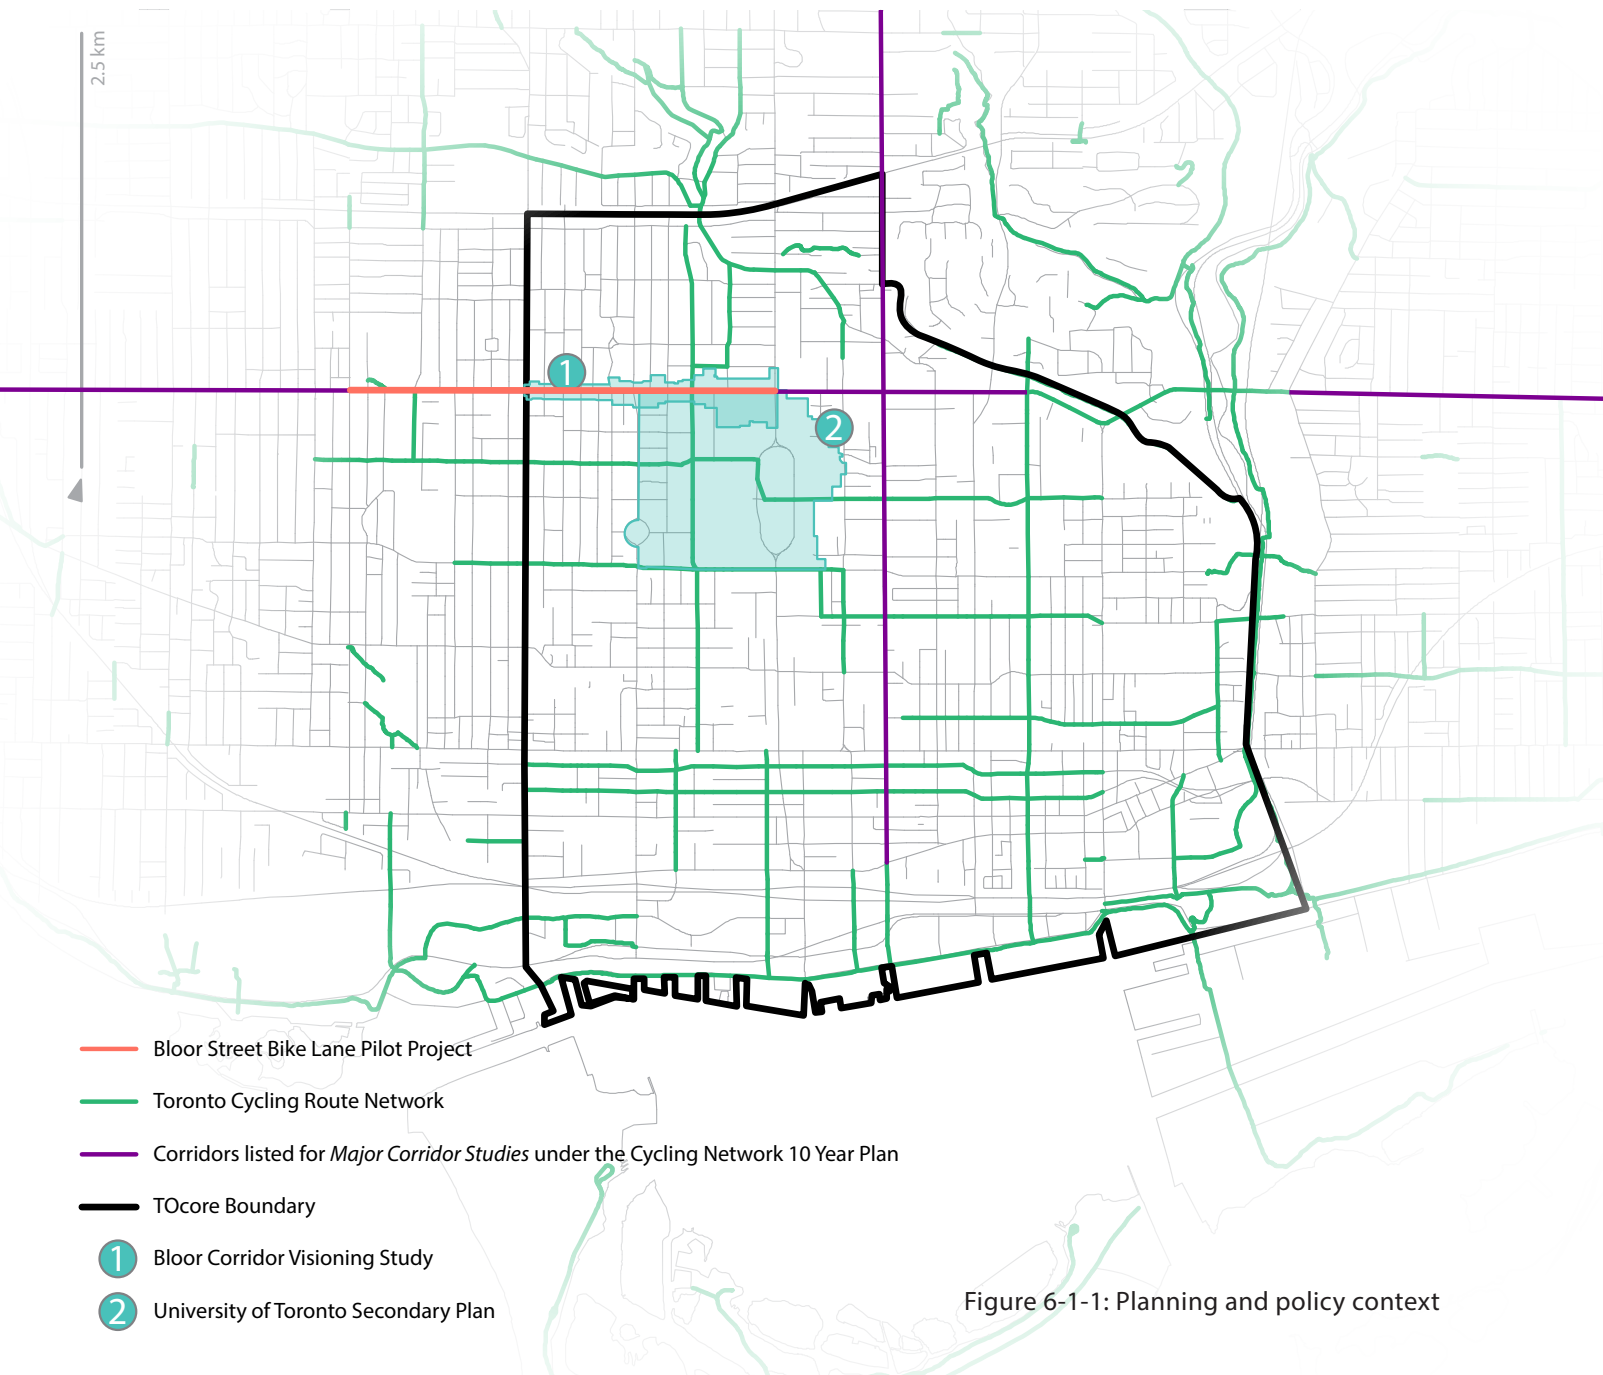 2.5 km
1
2
Bloor Street Bike Lane Pilot Project
Toronto Cycling Route Network
Corridors listed for Major Corridor Studies under the Cycling Network 10 Year Plan
TOcore Boundary
1 Bloor Corridor Visioning Study
2 University of Toronto Secondary Plan
Figure 6-1-1: Planning and policy context